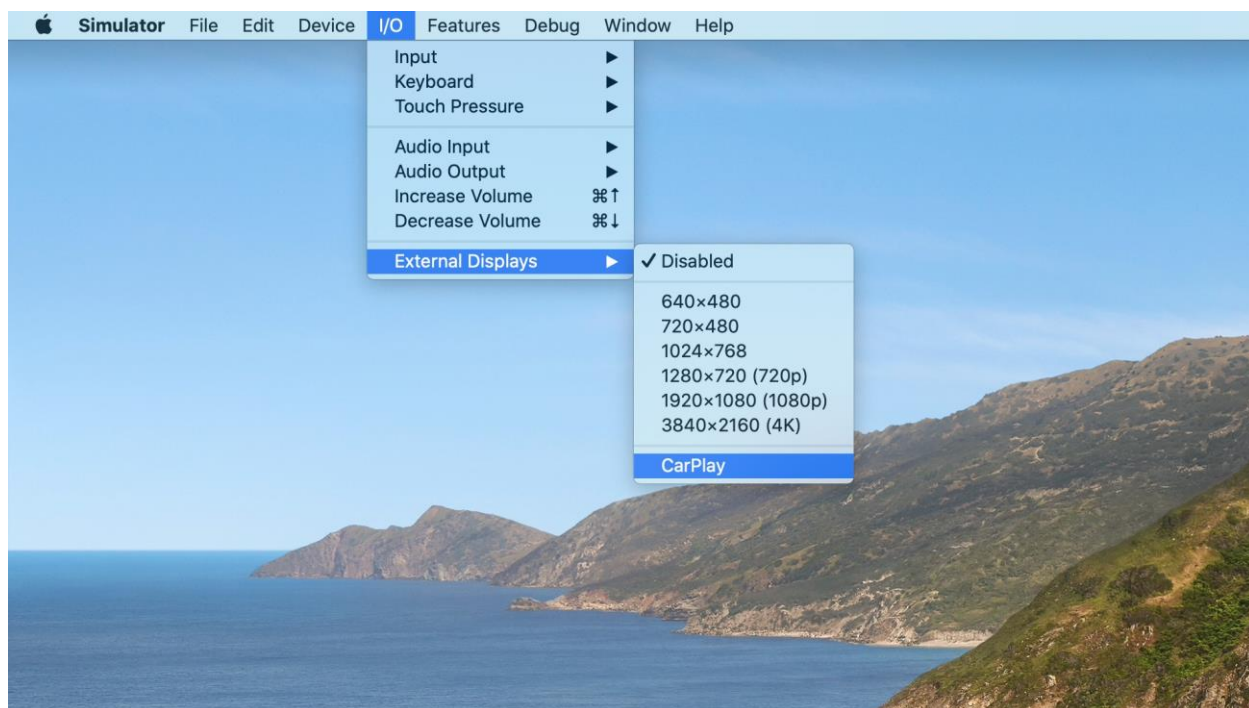 Simulator File Edit Device I/O Features Debug Window Help
Input
Keyboard
Touch Pressure
Audio Input
Audio Output
Increase Volume ⌘↑
Decrease Volume ⌘↓
External Displays
✓ Disabled
640×480
720×480
1024×768
1280×720 (720p)
1920×1080 (1080p)
3840×2160 (4K)
CarPlay